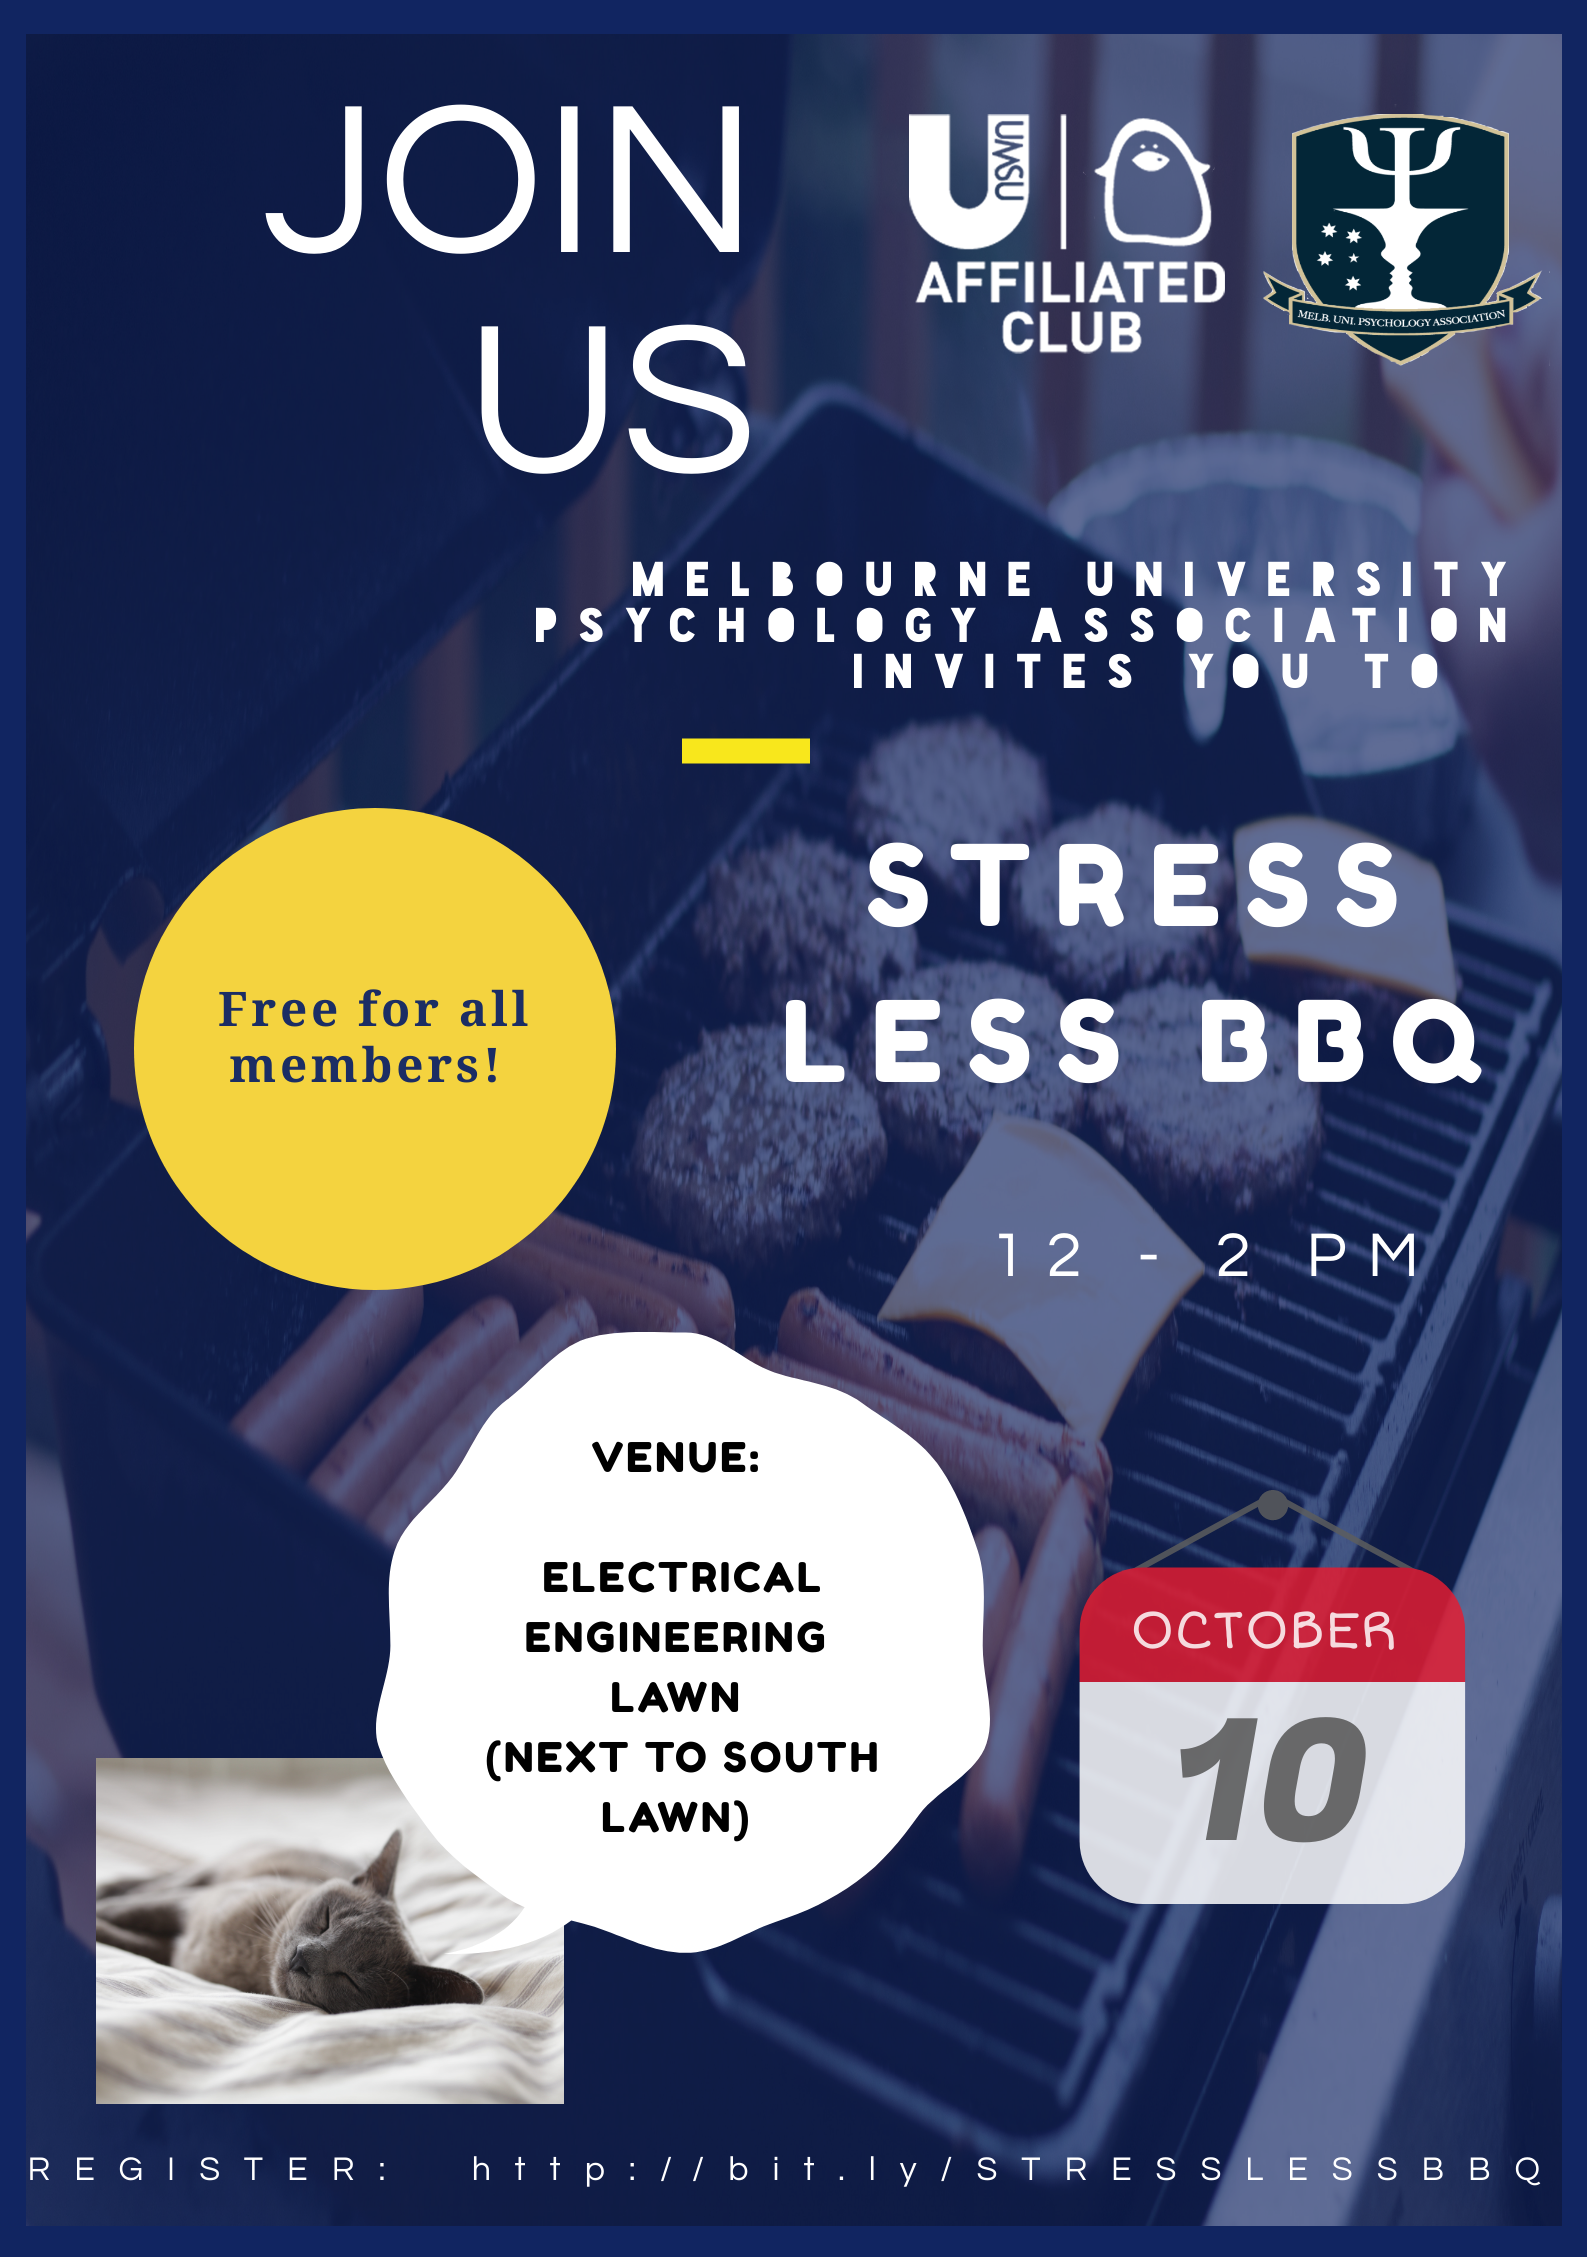 JOIN
US
UMSU
AFFILIATED
CLUB
MELB. UNI. PSYCHOLOGY ASSOCIATION
MELBOURNE UNIVERSITY
PSYCHOLOGY ASSOCIATION
INVITES YOU TO
STRESS
LESS BBQ
Free for all
members!
12 - 2 PM
VENUE:
ELECTRICAL
ENGINEERING
LAWN
(NEXT TO SOUTH
LAWN)
OCTOBER
10
REGISTER: http://bit.ly/STRESSLESSBBQ